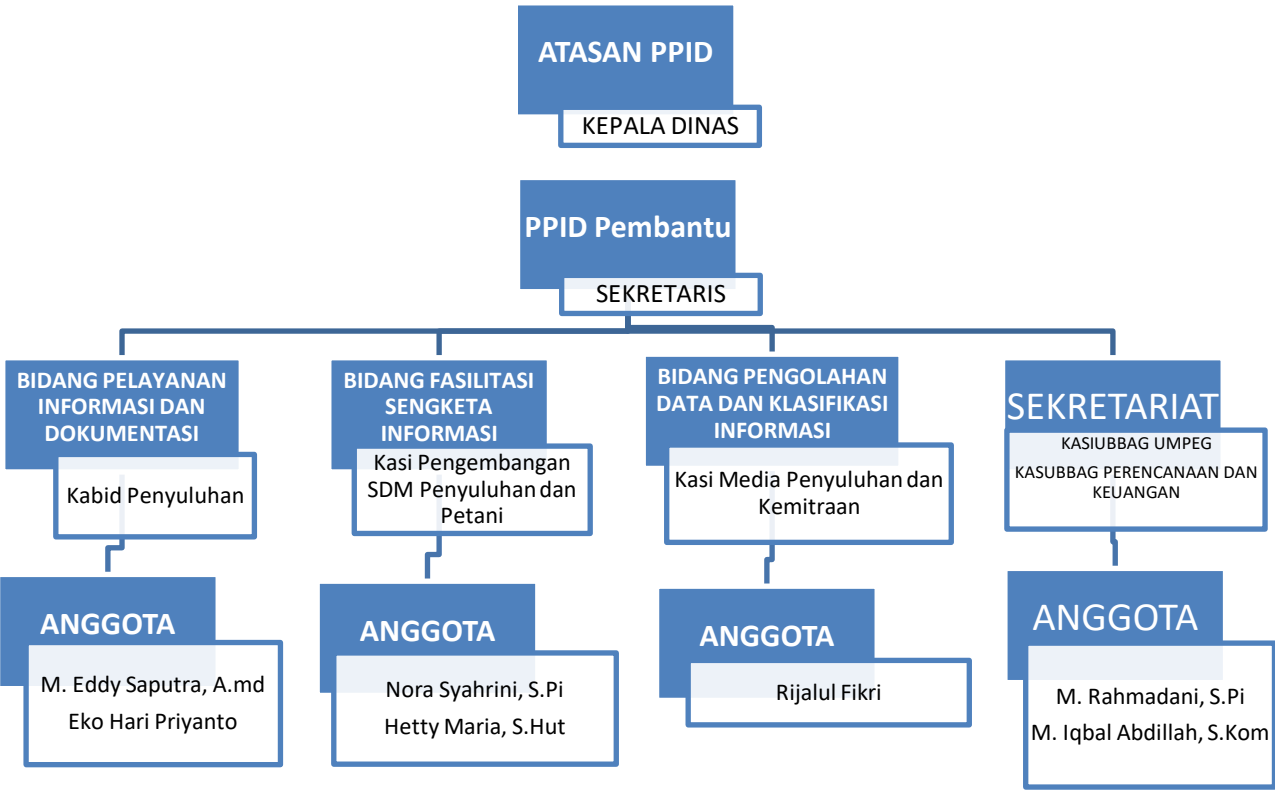 ATASAN PPID
KEPALA DINAS
PPID Pembantu
SEKRETARIS
BIDANG PELAYANAN
INFORMASI DAN
DOKUMENTASI
Kabid Penyuluhan
BIDANG FASILITASI
SENGKETA
INFORMASI
Kasi Pengembangan
SDM Penyuluhan dan
Petani
BIDANG PENGOLAHAN
DATA DAN KLASIFIKASI
INFORMASI
Kasi Media Penyuluhan dan
Kemitraan
SEKRETARIAT
KASIUBBAG UMPEG
KASUBBAG PERENCANAAN DAN
KEUANGAN
ANGGOTA
M. Eddy Saputra, A.md
Eko Hari Priyanto
ANGGOTA
Nora Syahrini, S.Pi
Hetty Maria, S.Hut
ANGGOTA
Rijalul Fikri
ANGGOTA
M. Rahmadani, S.Pi
M. Iqbal Abdillah, S.Kom